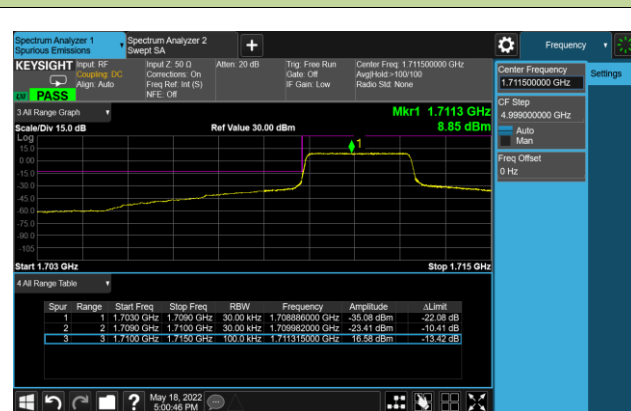 Spectrum Analyzer 1
Spurious Emissions
Spectrum Analyzer 2
Swept SA
Frequency
KEYSIGHT
Input: RF
Coupling: DC
Align: Auto
Input Z: 50 Ω
Corrections: On
Freq Ref: Int (S)
NFE: Off
Atten: 20 dB
Trig: Free Run
Gate: Off
IF Gain: Low
Center Freq: 1.711500000 GHz
Avg|Hold:>100/100
Radio Std: None
LXI PASS
Center Frequency
1.711500000 GHz
Settings
CF Step
4.999000000 GHz
Auto
Man
Freq Offset
0 Hz
3 All Range Graph
Mkr1 1.7113 GHz
Scale/Div 15.0 dB
Ref Value 30.00 dBm
8.85 dBm
Log
1
15.0
0.00
-15.0
-30.0
-45.0
-60.0
-75.0
-90.0
-105
Start 1.703 GHz
Stop 1.715 GHz
4 All Range Table
Spur Range Start Freq Stop Freq RBW Frequency Amplitude ΔLimit
1 1 1.7030 GHz 1.7090 GHz 30.00 kHz 1.708886000 GHz -35.08 dBm -22.08 dB
2 2 1.7090 GHz 1.7100 GHz 30.00 kHz 1.709982000 GHz -23.41 dBm -10.41 dB
3 3 1.7100 GHz 1.7150 GHz 100.0 kHz 1.711315000 GHz 16.58 dBm -13.42 dB
?
May 18, 2022
5:00:46 PM